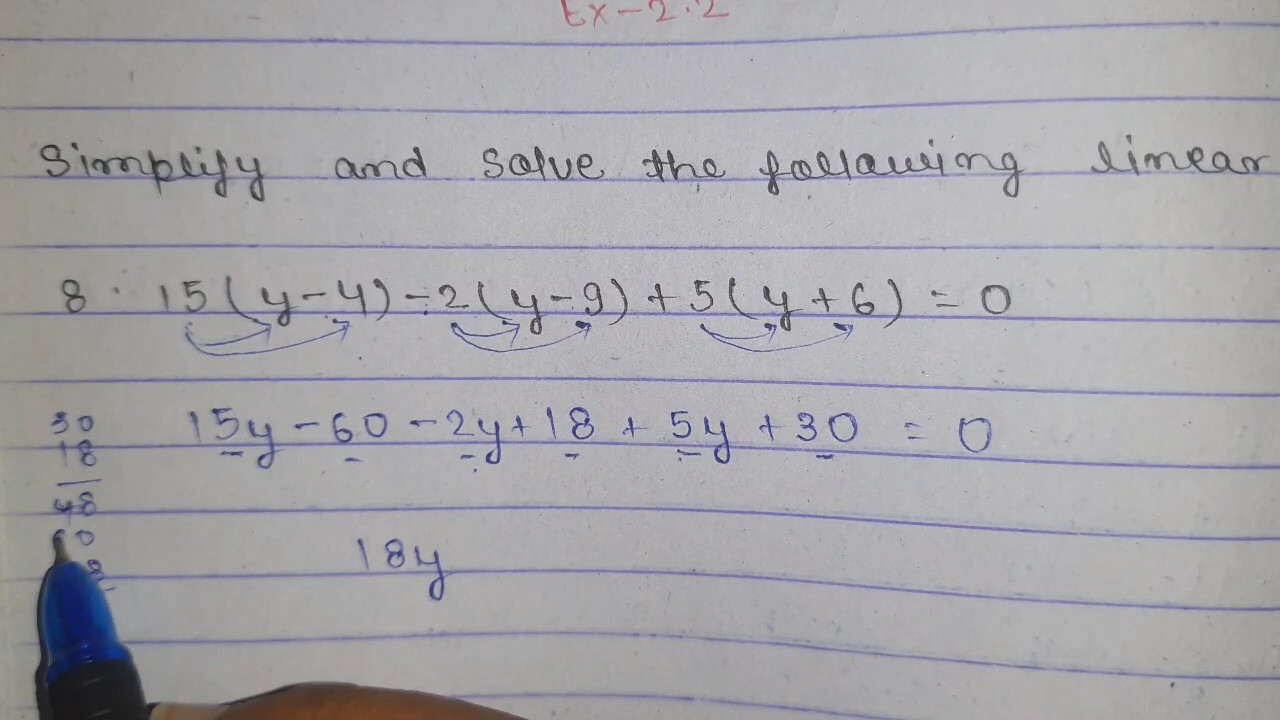 Ex-2.2
Simplify and solve the following linear
8. 15(y-4)-2(y-9)+5(y+6)=0
15y-60-2y+18+5y+30=0
30
18
48
60
18y